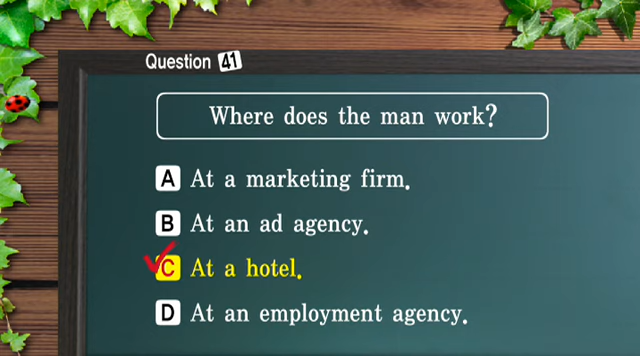 Question 41
Where does the man work?
A At a marketing firm.
B At an ad agency.
C At a hotel.
D At an employment agency.